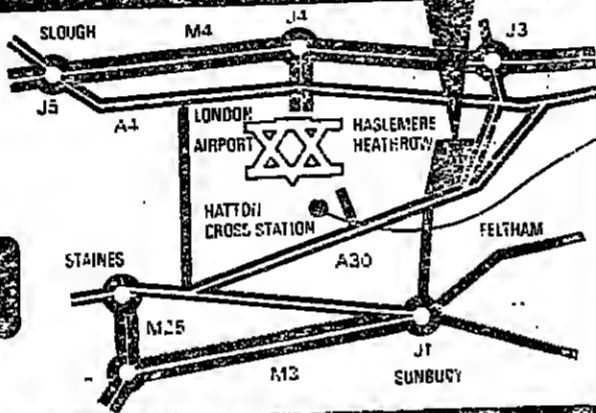 SLOUGH
M4
J4
J3
J5
A4
LONDON
AIRPORT
HASLEMERE
HEATHROW
HATTON
CROSS STATION
FELTHAM
A30
STAINES
M25
J1
SUNBURY
M3